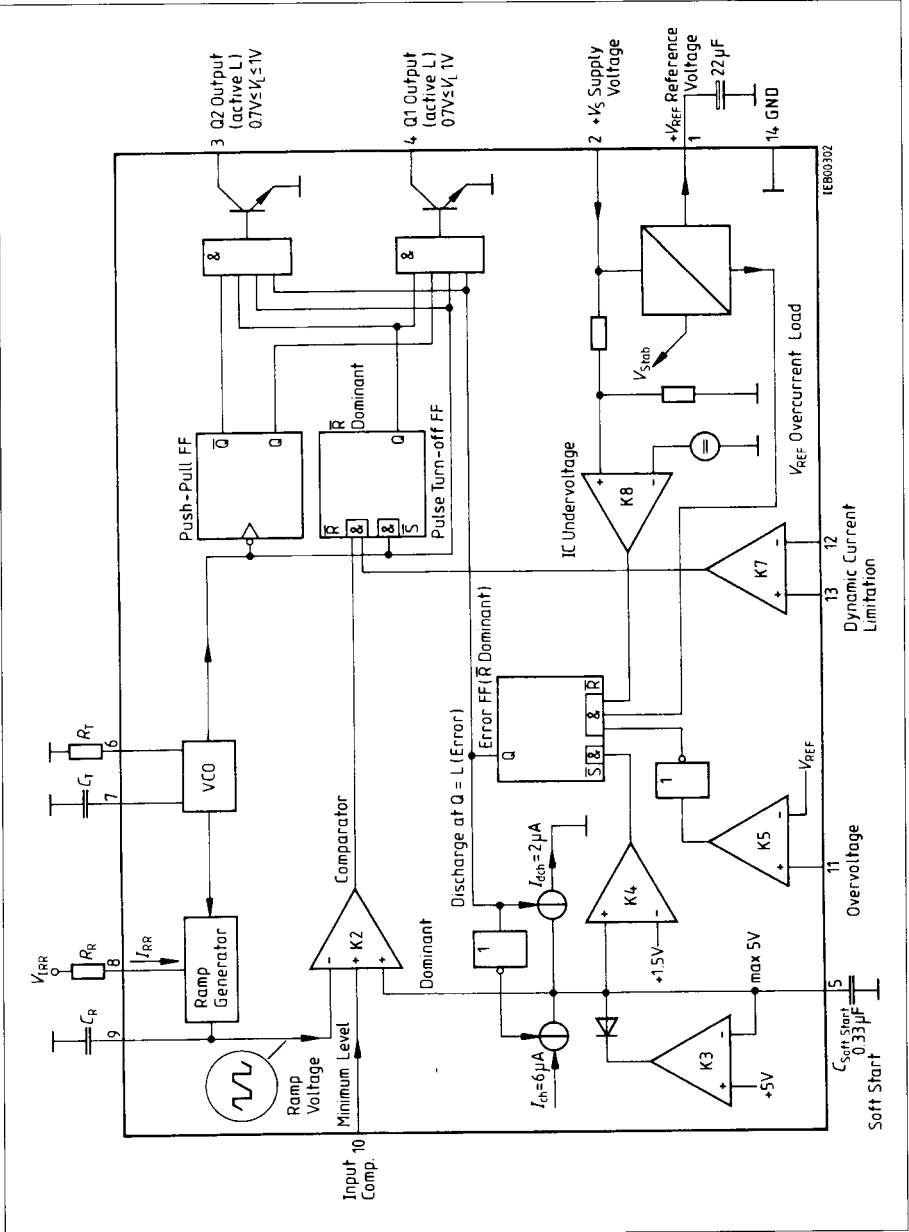 3 Q2 Output
(active L)
0.7V≤V_L≤1V
4 Q1 Output
(active L)
0.7V≤V_L 1V
2 +V_S Supply
Voltage
+V_REF Reference
Voltage
1
22µF
14 GND
IEB00302
&
&
Push-Pull FF
Q̅
Q
R̅
Dominant
Q
R̅
&
&
S̅
Pulse Turn-off FF
V_Stab
V_REF Overcurrent Load
IC Undervoltage
+
K8
-
=
R_T
6
C_T
7
VCO
Comparator
Discharge at Q = L (Error)
Error FF (R̅ Dominant)
Q
S̅
&
&
R̅
+
K7
-
13
12
Dynamic Current
Limitation
V_IRR
R_R
8
I_RR
C_R
9
Ramp
Generator
Ramp
Voltage
Minimum Level
Input 10
Comp.
-
+
K2
+
Dominant
1
I_ch=6µA
I_dch=2µA
+
K4
-
+1.5V
1
K5
+
-
V_REF
11
Overvoltage
max 5V
K3
+
-
+5V
5
C_Soft Start
0.33µF
Soft Start